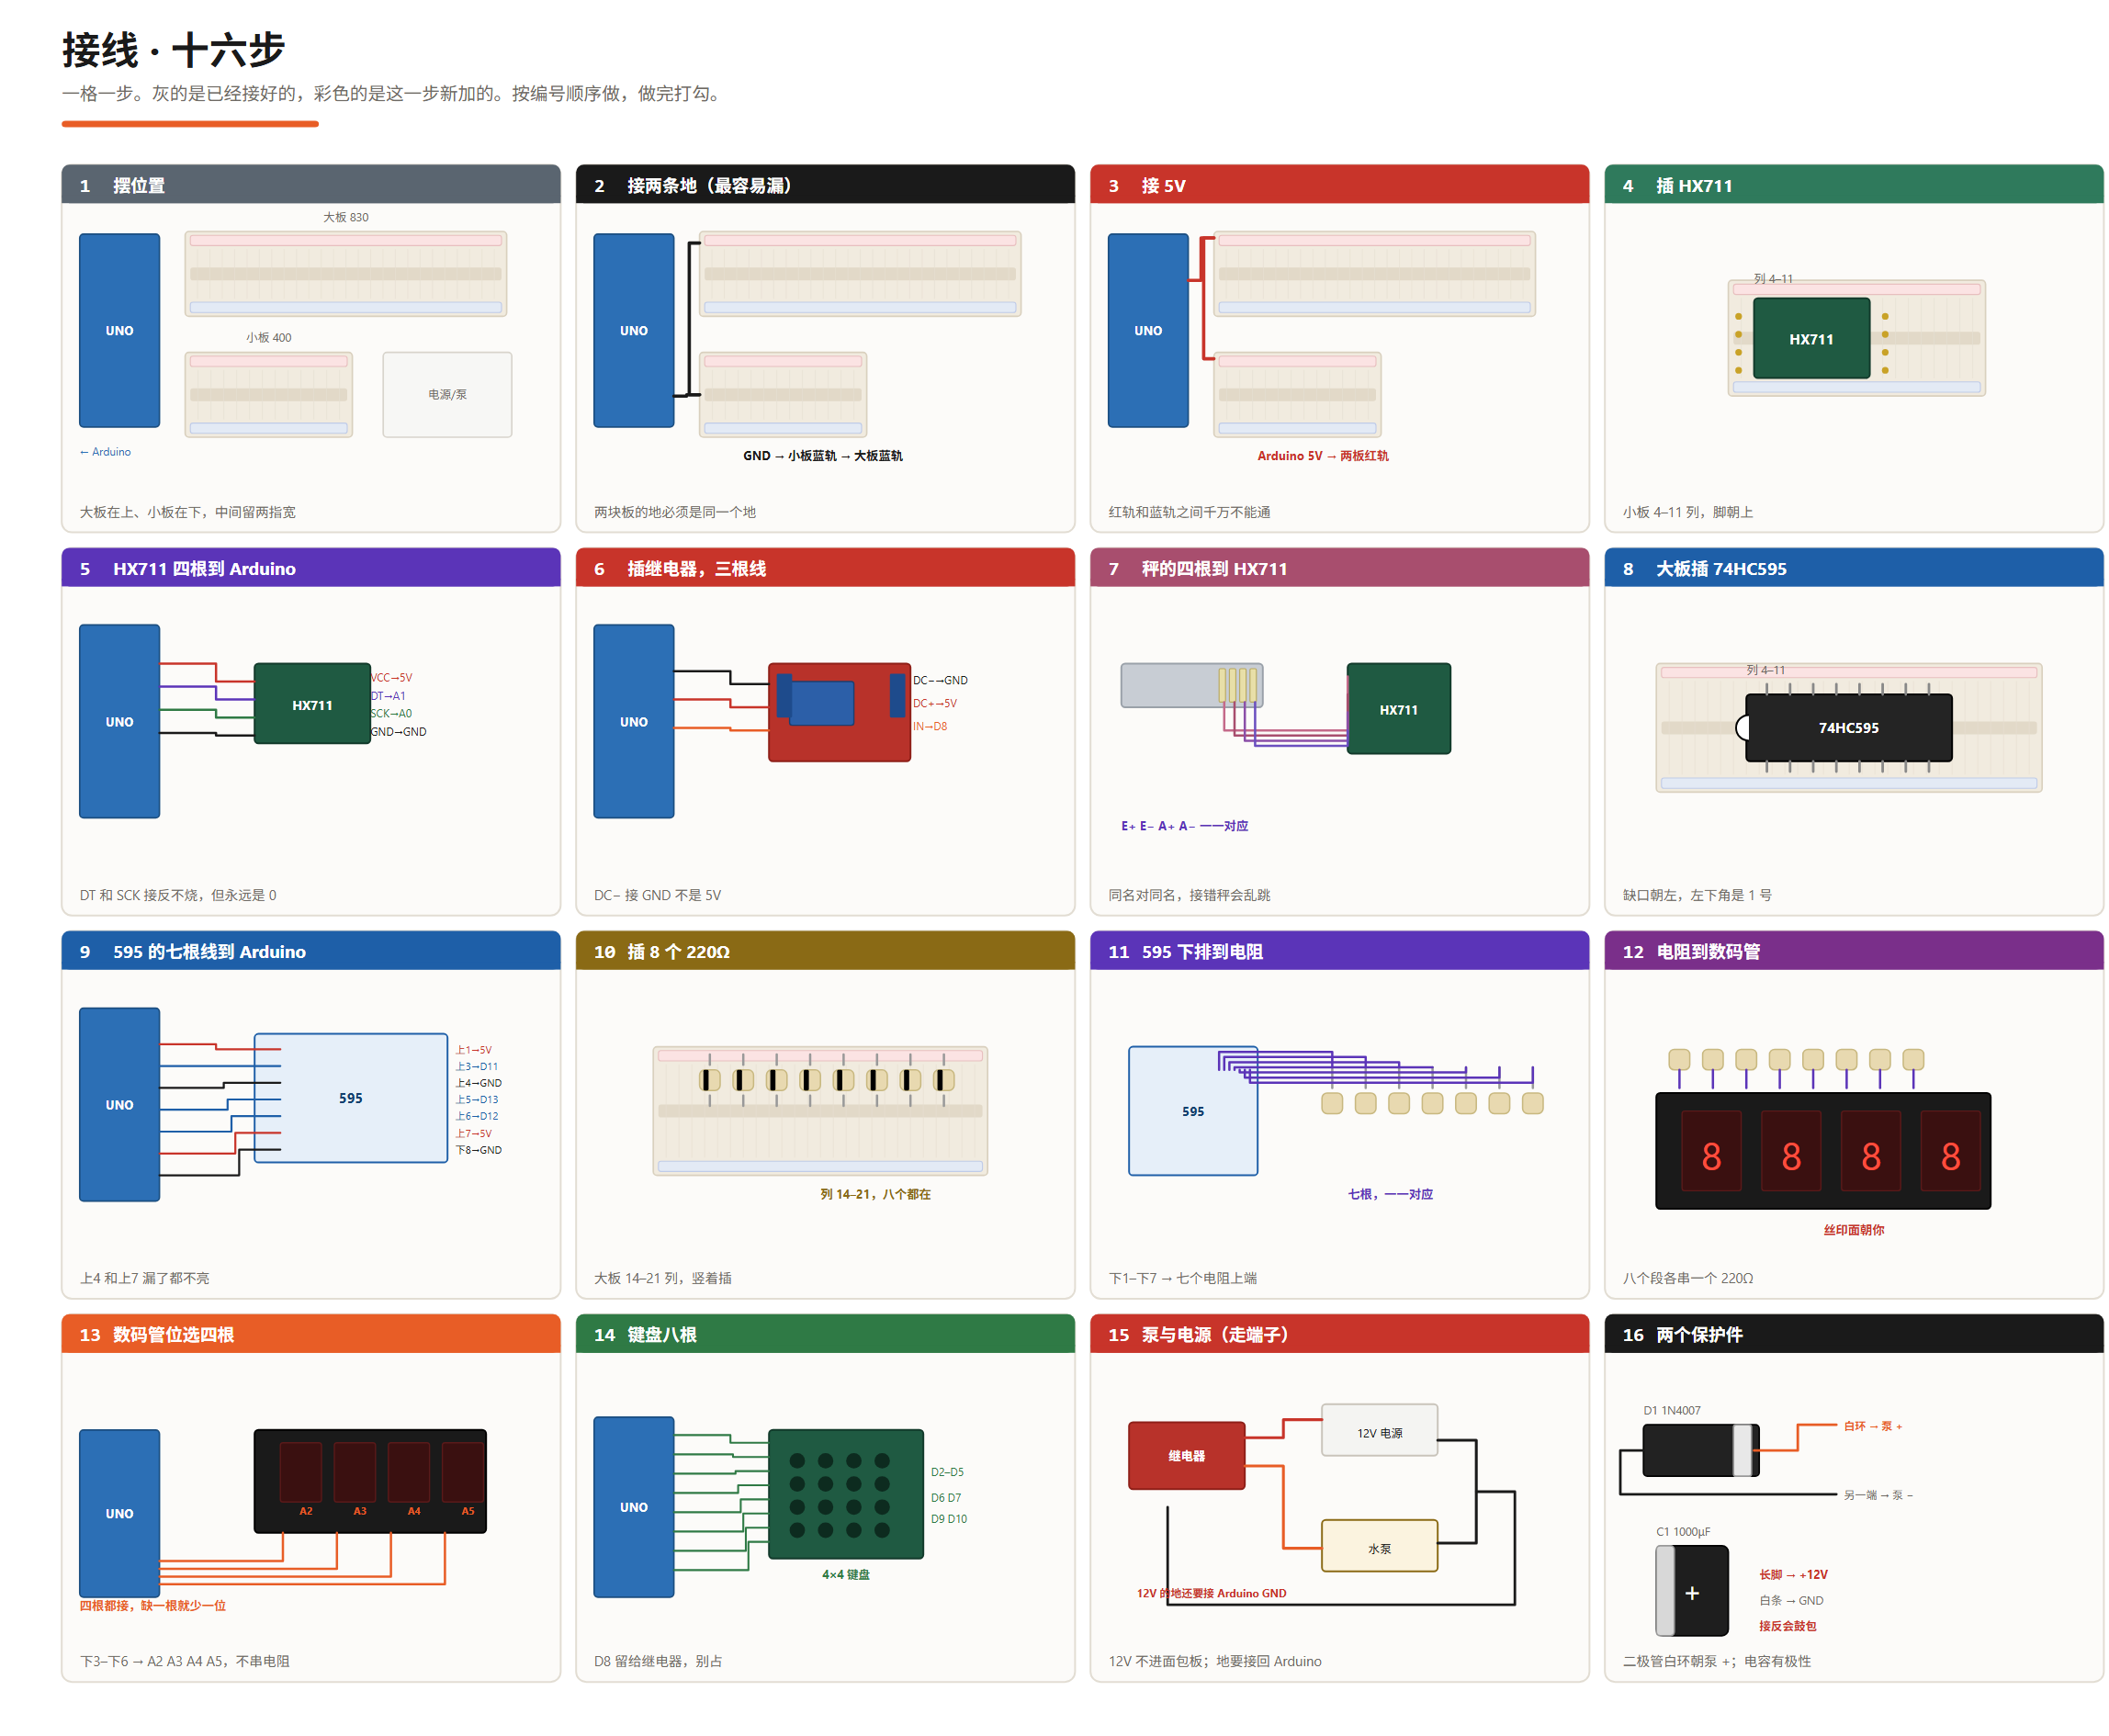 接线 · 十六步
一格一步。灰的是已经接好的，彩色的是这一步新加的。按编号顺序做，做完打勾。
1 摆位置
大板 830
UNO
小板 400
电源/泵
← Arduino
大板在上、小板在下，中间留两指宽
2 接两条地（最容易漏）
UNO
GND → 小板蓝轨 → 大板蓝轨
两块板的地必须是同一个地
3 接 5V
UNO
Arduino 5V → 两板红轨
红轨和蓝轨之间千万不能通
4 插 HX711
列 4–11
HX711
小板 4–11 列，脚朝上
5 HX711 四根到 Arduino
UNO
HX711
VCC→5V
DT→A1
SCK→A0
GND→GND
DT 和 SCK 接反不烧，但永远是 0
6 插继电器，三根线
UNO
DC−→GND
DC+→5V
IN→D8
DC− 接 GND 不是 5V
7 秤的四根到 HX711
HX711
E+ E− A+ A− 一一对应
同名对同名，接错秤会乱跳
8 大板插 74HC595
列 4–11
74HC595
缺口朝左，左下角是 1 号
9 595 的七根线到 Arduino
UNO
595
上1→5V
上3→D11
上4→GND
上5→D13
上6→D12
上7→5V
下8→GND
上4 和上7 漏了都不亮
10 插 8 个 220Ω
列 14–21，八个都在
大板 14–21 列，竖着插
11 595 下排到电阻
595
七根，一一对应
下1–下7 → 七个电阻上端
12 电阻到数码管
8 8 8 8
丝印面朝你
八个段各串一个 220Ω
13 数码管位选四根
UNO
A2 A3 A4 A5
四根都接，缺一根就少一位
下3–下6 → A2 A3 A4 A5，不串电阻
14 键盘八根
UNO
D2–D5
D6 D7
D9 D10
4×4 键盘
D8 留给继电器，别占
15 泵与电源（走端子）
继电器
12V 电源
水泵
12V 的地还要接 Arduino GND
12V 不进面包板；地要接回 Arduino
16 两个保护件
D1 1N4007
白环 → 泵 +
另一端 → 泵 −
C1 1000µF
+
长脚 → +12V
白条 → GND
接反会鼓包
二极管白环朝泵 +；电容有极性